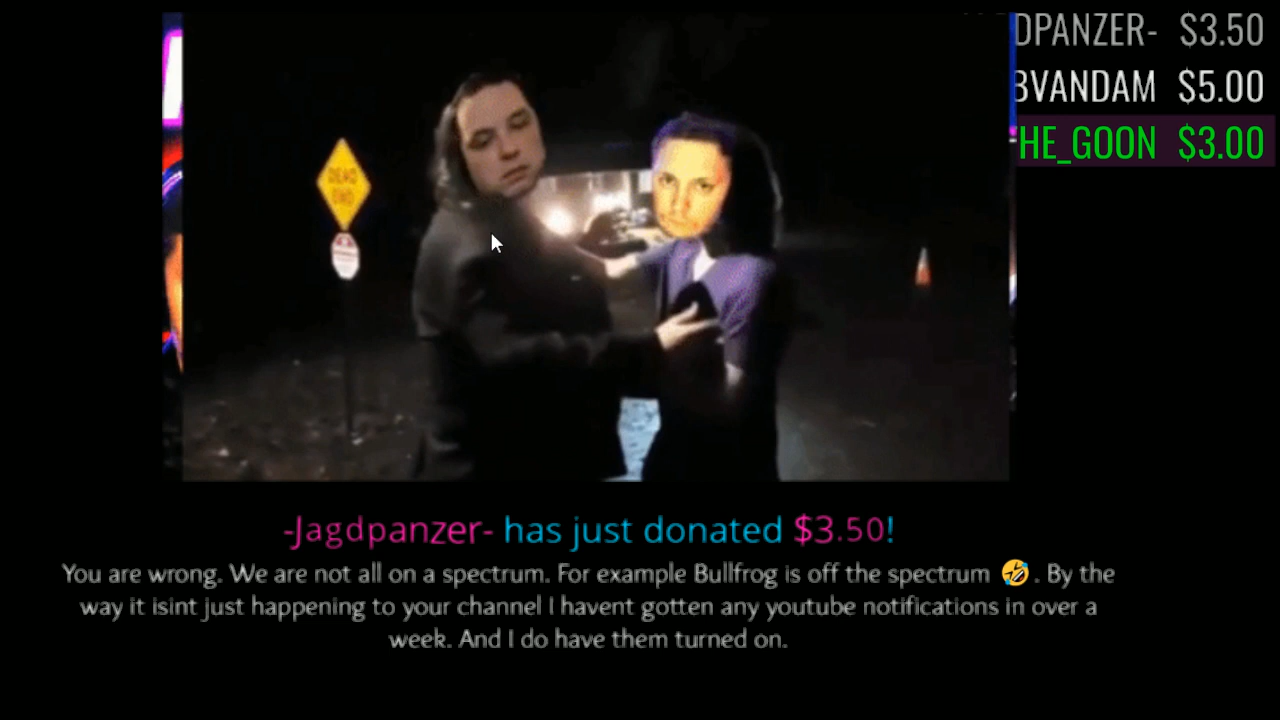 DPANZER- $3.50
BVANDAM $5.00
HE_GOON $3.00
DEAD
END
-Jagdpanzer- has just donated $3.50!
You are wrong. We are not all on a spectrum. For example Bullfrog is off the spectrum 🤣. By the
way it isint just happening to your channel I havent gotten any youtube notifications in over a
week. And I do have them turned on.